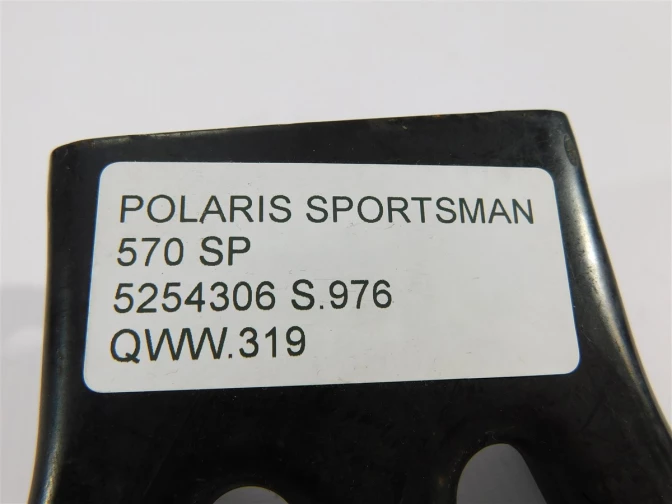 POLARIS SPORTSMAN
570 SP
5254306 S.976
QWW.319